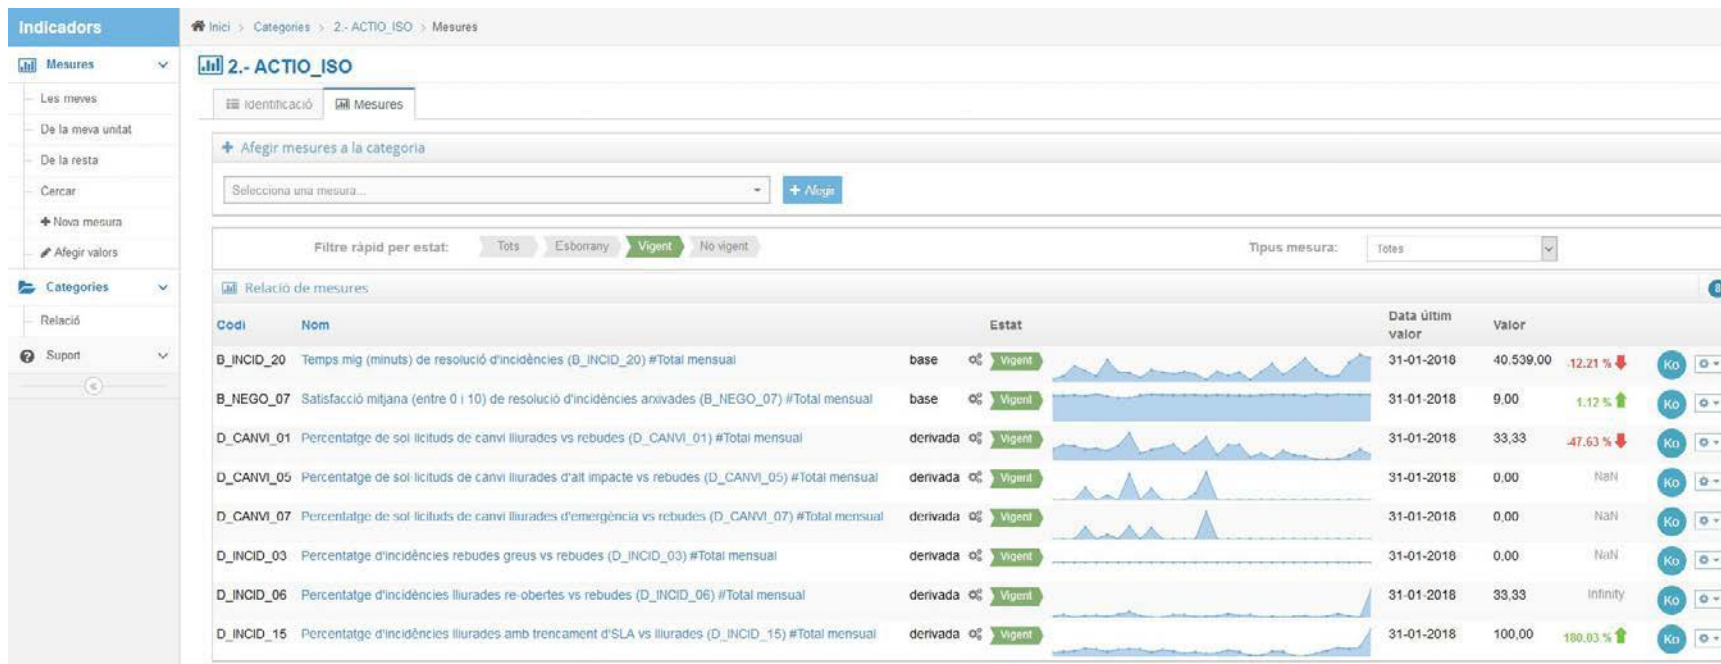 Indicadors
Inici > Categories > 2.- ACTIO_ISO > Mesures
Mesures
Les meves
De la meva unitat
De la resta
Cercar
Nova mesura
Afegir valors
Categories
Relació
Suport
2.- ACTIO_ISO
Identificació Mesures
Afegir mesures a la categoria
Selecciona una mesura... Afegir
Filtre ràpid per estat: Tots Esborrany Vigent No vigent Tipus mesura: Totes
Relació de mesures 8
Codi Nom Estat Data últim valor Valor
B_INCID_20 Temps mig (minuts) de resolució d'incidències (B_INCID_20) #Total mensual base Vigent 31-01-2018 40.539,00 -12.21 % Ko
B_NEGO_07 Satisfacció mitjana (entre 0 i 10) de resolució d'incidències arxivades (B_NEGO_07) #Total mensual base Vigent 31-01-2018 9,00 1.12 % Ko
D_CANVI_01 Percentatge de sol·licituds de canvi lliurades vs rebudes (D_CANVI_01) #Total mensual derivada Vigent 31-01-2018 33,33 -47.63 % Ko
D_CANVI_05 Percentatge de sol·licituds de canvi lliurades d'alt impacte vs rebudes (D_CANVI_05) #Total mensual derivada Vigent 31-01-2018 0,00 NaN Ko
D_CANVI_07 Percentatge de sol·licituds de canvi lliurades d'emergència vs rebudes (D_CANVI_07) #Total mensual derivada Vigent 31-01-2018 0,00 NaN Ko
D_INCID_03 Percentatge d'incidències rebudes greus vs rebudes (D_INCID_03) #Total mensual derivada Vigent 31-01-2018 0,00 NaN Ko
D_INCID_06 Percentatge d'incidències lliurades re-obertes vs rebudes (D_INCID_06) #Total mensual derivada Vigent 31-01-2018 33,33 Infinity Ko
D_INCID_15 Percentatge d'incidències lliurades amb trencament d'SLA vs lliurades (D_INCID_15) #Total mensual derivada Vigent 31-01-2018 100,00 180.03 % Ko